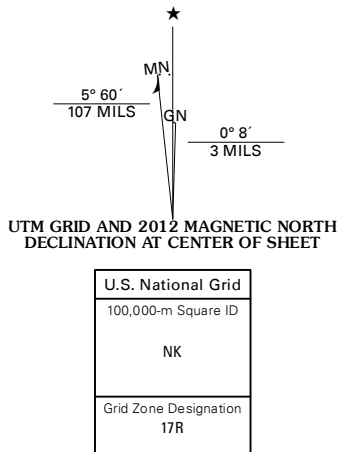 ★
M.N.
GN
5° 60´
107 MILS
0° 8´
3 MILS
UTM GRID AND 2012 MAGNETIC NORTH
DECLINATION AT CENTER OF SHEET
U.S. National Grid
100,000-m Square ID
NK
Grid Zone Designation
17R